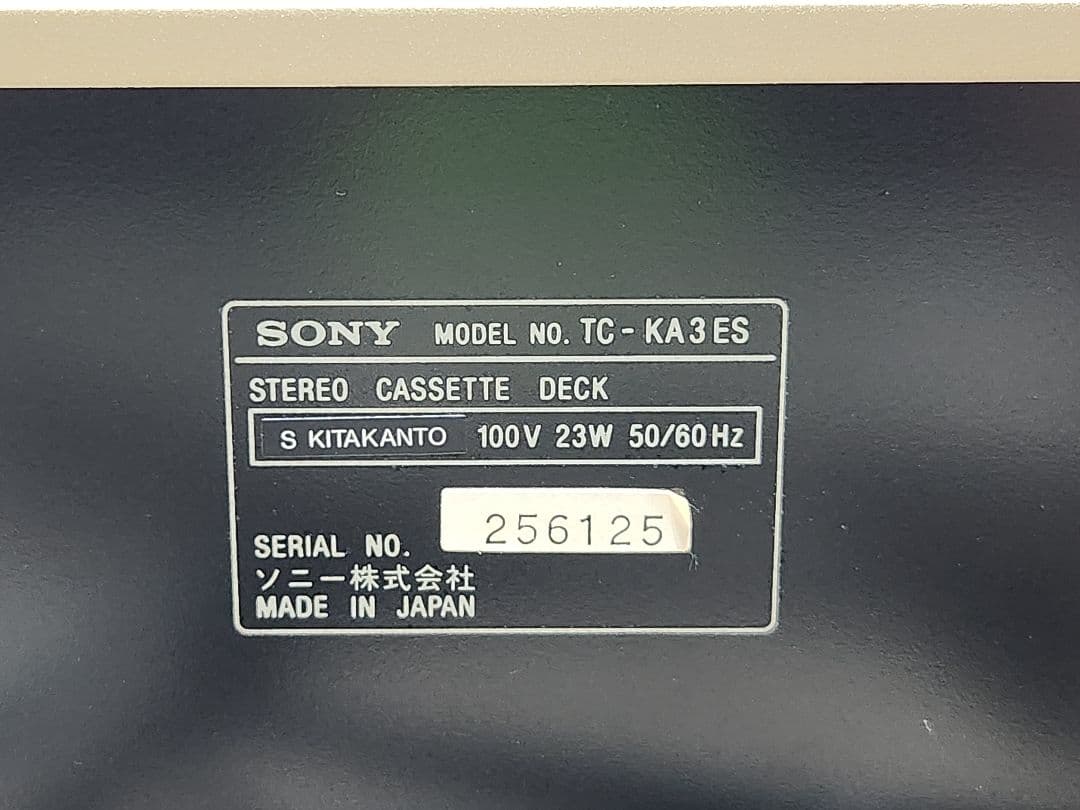 SONY MODEL NO. TC-KA3ES
STEREO CASSETTE DECK
S KITAKANTO 100V 23W 50/60Hz
SERIAL NO. 256125
ソニー株式会社
MADE IN JAPAN